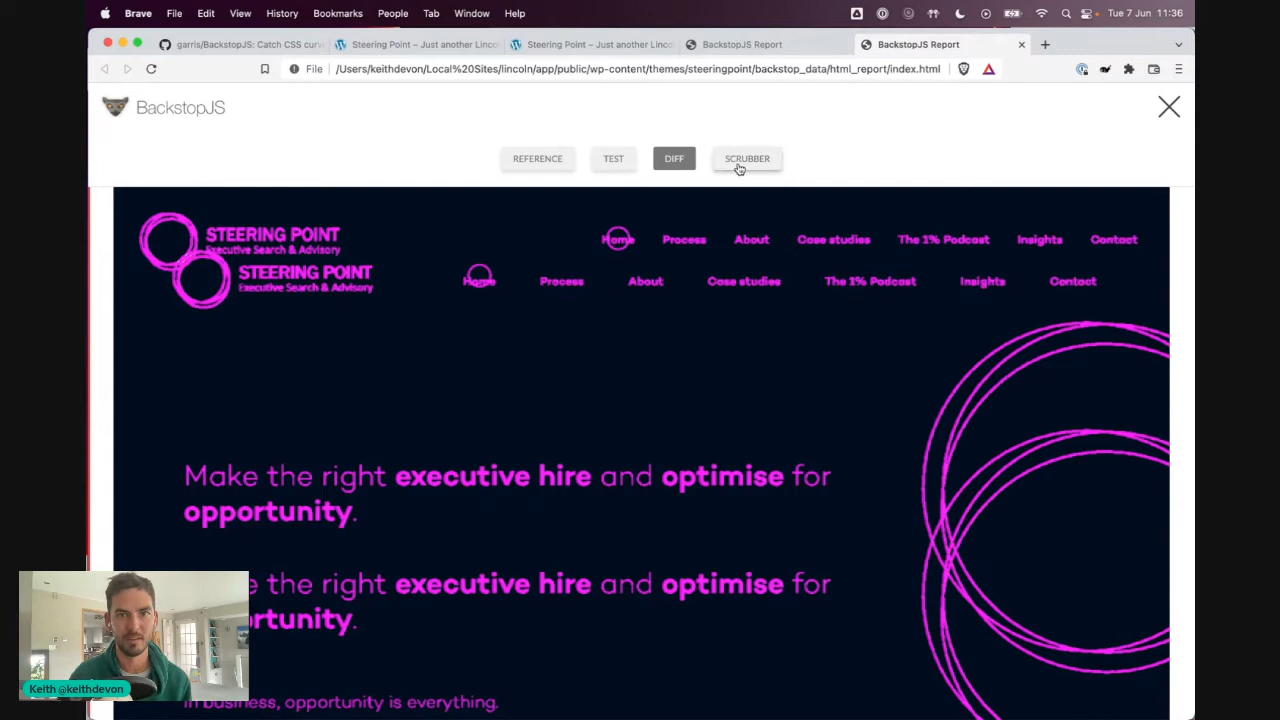 Brave File Edit View History Bookmarks People Tab Window Help Tue 7 Jun 11:36
garris/BackstopJS: Catch CSS curv Steering Point – Just another Linco Steering Point – Just another Linco BackstopJS Report BackstopJS Report
File /Users/keithdevon/Local%20Sites/lincoln/app/public/wp-content/themes/steeringpoint/backstop_data/html_report/index.html
BackstopJS
REFERENCE TEST DIFF SCRUBBER
STEERING POINT
Executive Search & Advisory
Home Process About Case studies The 1% Podcast Insights Contact
STEERING POINT
Executive Search & Advisory
Home Process About Case studies The 1% Podcast Insights Contact
Make the right executive hire and optimise for
opportunity.
the right executive hire and optimise for
In business, opportunity is everything.
Keith @keithdevon